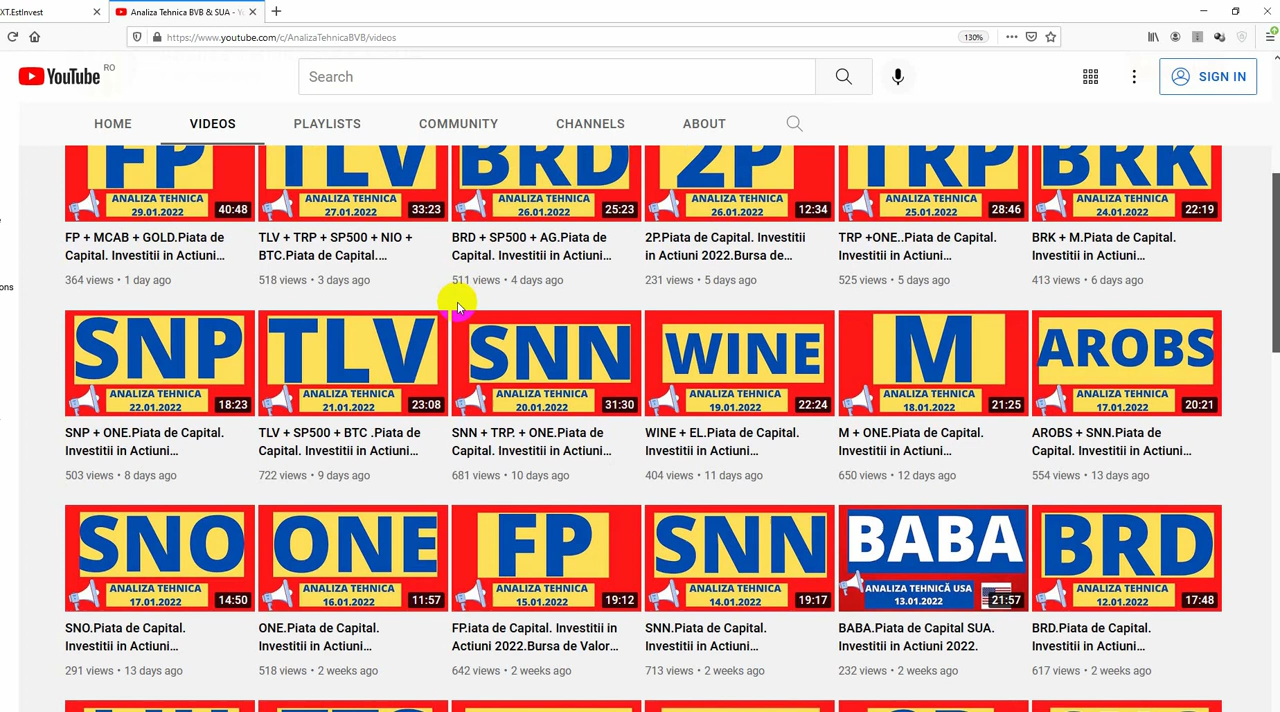 XT.EstInvest
Analiza Tehnica BVB & SUA -
https://www.youtube.com/c/AnalizaTehnicaBVB/videos
130%
YouTube RO
Search
SIGN IN
HOME
VIDEOS
PLAYLISTS
COMMUNITY
CHANNELS
ABOUT
FP
ANALIZA TEHNICA
29.01.2022
40:48
TLV
ANALIZA TEHNICA
27.01.2022
33:23
BRD
ANALIZA TEHNICA
26.01.2022
25:23
2P
ANALIZA TEHNICA
26.01.2022
12:34
TRP
ANALIZA TEHNICA
25.01.2022
28:46
BRK
ANALIZA TEHNICA
24.01.2022
22:19
FP + MCAB + GOLD.Piata de
Capital. Investitii in Actiuni...
364 views • 1 day ago
TLV + TRP + SP500 + NIO +
BTC.Piata de Capital....
518 views • 3 days ago
BRD + SP500 + AG.Piata de
Capital. Investitii in Actiuni...
511 views • 4 days ago
2P.Piata de Capital. Investitii
in Actiuni 2022.Bursa de...
231 views • 5 days ago
TRP +ONE..Piata de Capital.
Investitii in Actiuni...
525 views • 5 days ago
BRK + M.Piata de Capital.
Investitii in Actiuni...
413 views • 6 days ago
ons
SNP
ANALIZA TEHNICA
22.01.2022
18:23
TLV
ANALIZA TEHNICA
21.01.2022
23:08
SNN
ANALIZA TEHNICA
20.01.2022
31:30
WINE
ANALIZA TEHNICA
19.01.2022
22:24
M
ANALIZA TEHNICA
18.01.2022
21:25
AROBS
ANALIZA TEHNICA
17.01.2022
20:21
SNP + ONE.Piata de Capital.
Investitii in Actiuni...
503 views • 8 days ago
TLV + SP500 + BTC .Piata de
Capital. Investitii in Actiuni...
722 views • 9 days ago
SNN + TRP. + ONE.Piata de
Capital. Investitii in Actiuni...
681 views • 10 days ago
WINE + EL.Piata de Capital.
Investitii in Actiuni...
404 views • 11 days ago
M + ONE.Piata de Capital.
Investitii in Actiuni...
650 views • 12 days ago
AROBS + SNN.Piata de
Capital. Investitii in Actiuni...
554 views • 13 days ago
SNO
ANALIZA TEHNICA
17.01.2022
14:50
ONE
ANALIZA TEHNICA
16.01.2022
11:57
FP
ANALIZA TEHNICA
15.01.2022
19:12
SNN
ANALIZA TEHNICA
14.01.2022
19:17
BABA
ANALIZA TEHNICĂ USA
13.01.2022
21:57
BRD
ANALIZA TEHNICA
12.01.2022
17:48
SNO.Piata de Capital.
Investitii in Actiuni...
291 views • 13 days ago
ONE.Piata de Capital.
Investitii in Actiuni...
518 views • 2 weeks ago
FP.iata de Capital. Investitii in
Actiuni 2022.Bursa de Valor...
642 views • 2 weeks ago
SNN.Piata de Capital.
Investitii in Actiuni...
713 views • 2 weeks ago
BABA.Piata de Capital SUA.
Investitii in Actiuni 2022.
232 views • 2 weeks ago
BRD.Piata de Capital.
Investitii in Actiuni...
617 views • 2 weeks ago